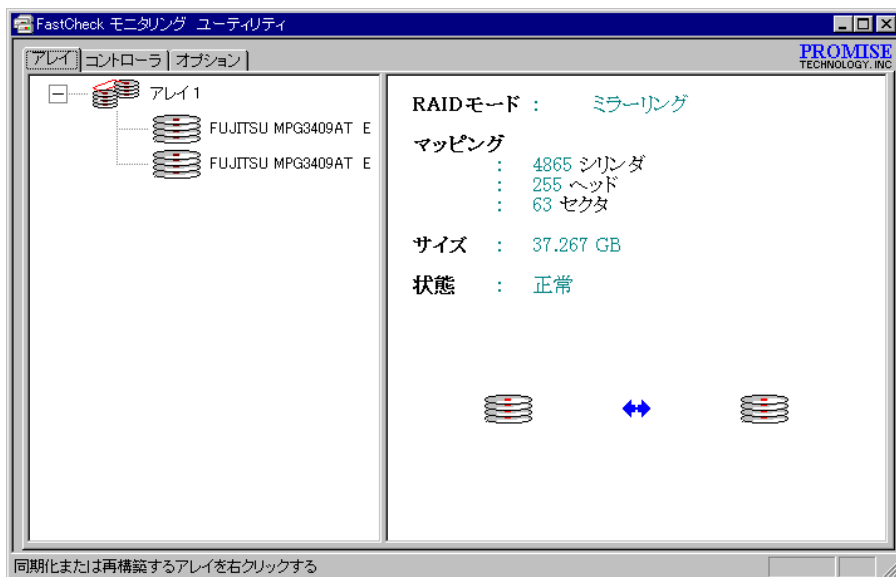 FastCheck モニタリング ユーティリティ
アレイ コントローラ オプション
PROMISE
TECHNOLOGY, INC
アレイ 1
FUJITSU MPG3409AT E
FUJITSU MPG3409AT E
RAIDモード : ミラーリング
マッピング
: 4865 シリンダ
: 255 ヘッド
: 63 セクタ
サイズ : 37.267 GB
状態 : 正常
同期化または再構築するアレイを右クリックする